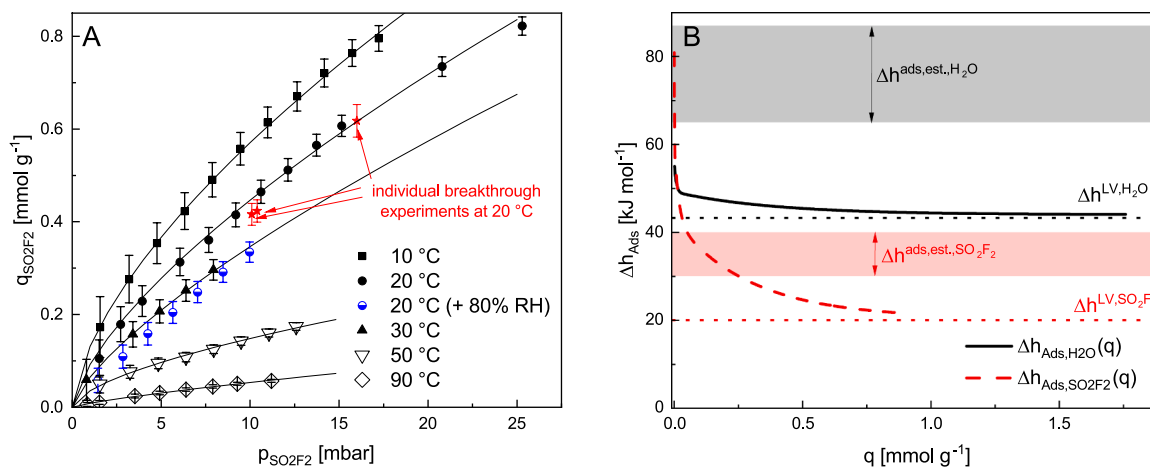 A
q_SO2F2 [mmol g⁻¹]
0.8
0.6
0.4
0.2
0.0
individual breakthrough
experiments at 20 °C
10 °C
20 °C
20 °C (+ 80% RH)
30 °C
50 °C
90 °C
0 5 10 15 20 25
p_SO2F2 [mbar]
B
Δh_Ads [kJ mol⁻¹]
80
60
40
20
0
Δh^ads,est.,H₂O
Δh^LV,H₂O
Δh^ads,est.,SO₂F₂
Δh^LV,SO₂F
Δh_Ads,H2O(q)
Δh_Ads,SO2F2(q)
0.0 0.5 1.0 1.5
q [mmol g⁻¹]